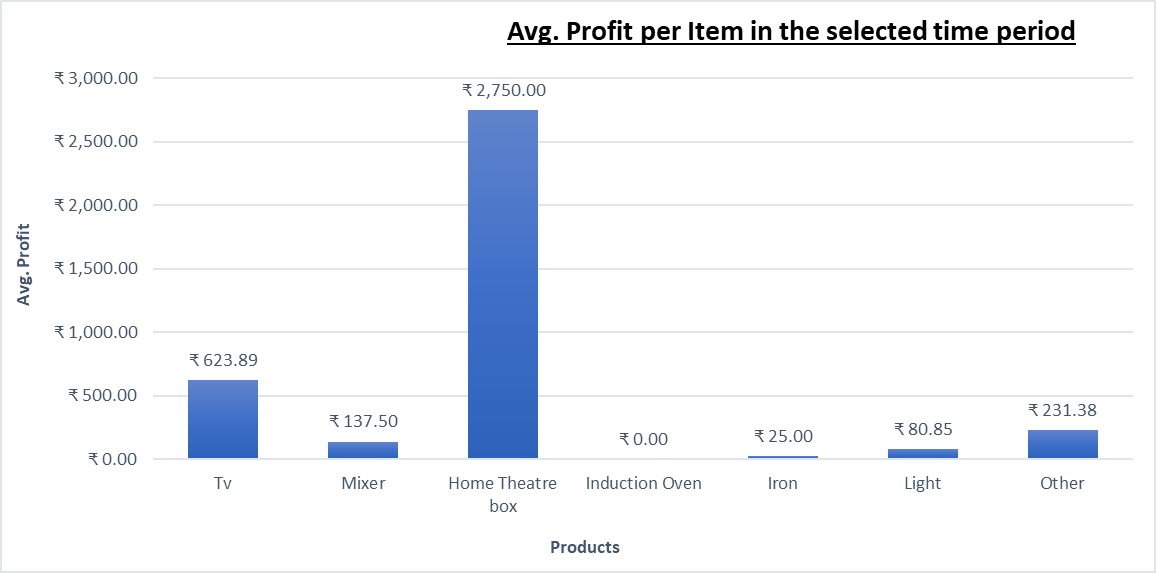 Avg. Profit per Item in the selected time period
₹ 3,000.00
₹ 2,500.00
₹ 2,000.00
₹ 1,500.00
₹ 1,000.00
₹ 500.00
₹ 0.00
Avg. Profit
₹ 623.89
₹ 137.50
₹ 2,750.00
₹ 0.00
₹ 25.00
₹ 80.85
₹ 231.38
Tv
Mixer
Home Theatre
box
Induction Oven
Iron
Light
Other
Products